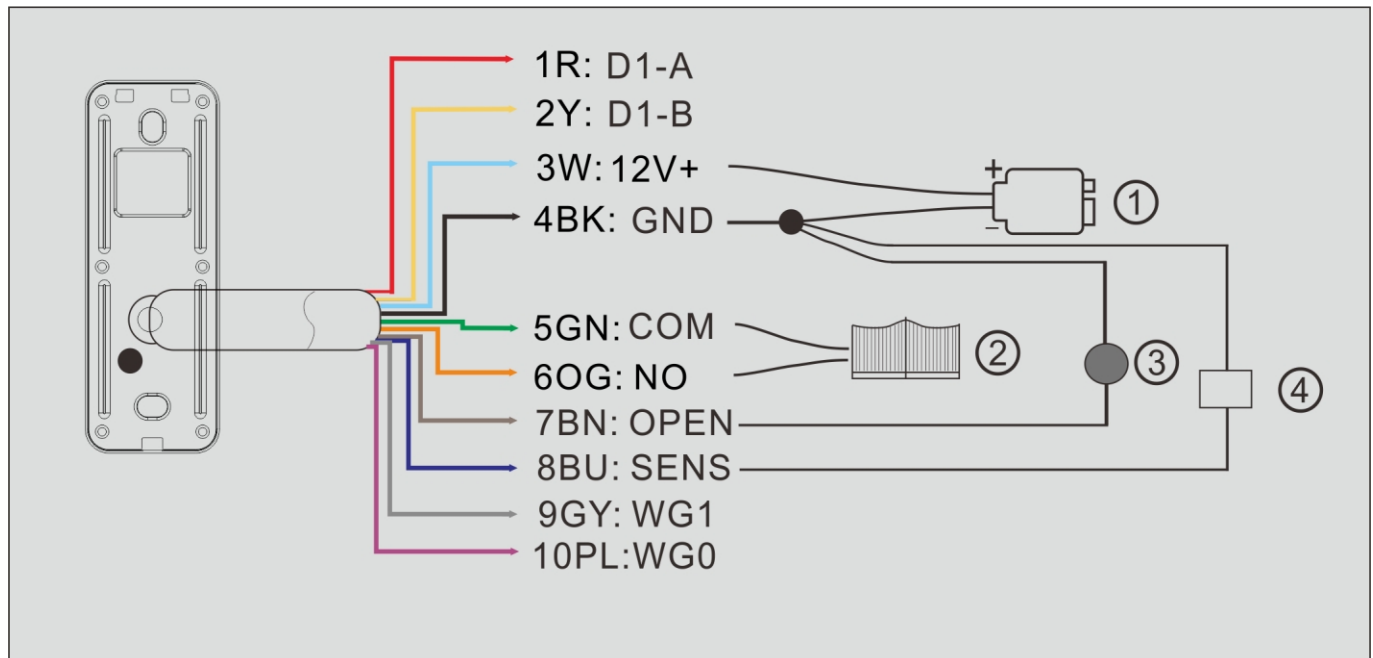 1R: D1-A
2Y: D1-B
3W: 12V+
+
①
4BK: GND
−
5GN: COM
②
③
6OG: NO
④
7BN: OPEN
8BU: SENS
9GY: WG1
10PL:WG0